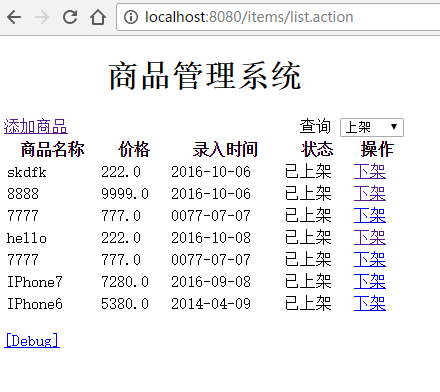 localhost:8080/items/list.action
商品管理系统
添加商品 查询 上架
商品名称 价格 录入时间 状态 操作
skdfk 222.0 2016-10-06 已上架 下架
8888 9999.0 2016-10-06 已上架 下架
7777 777.0 0077-07-07 已上架 下架
hello 222.0 2016-10-08 已上架 下架
7777 777.0 0077-07-07 已上架 下架
IPhone7 7280.0 2016-09-08 已上架 下架
IPhone6 5380.0 2014-04-09 已上架 下架
[Debug]